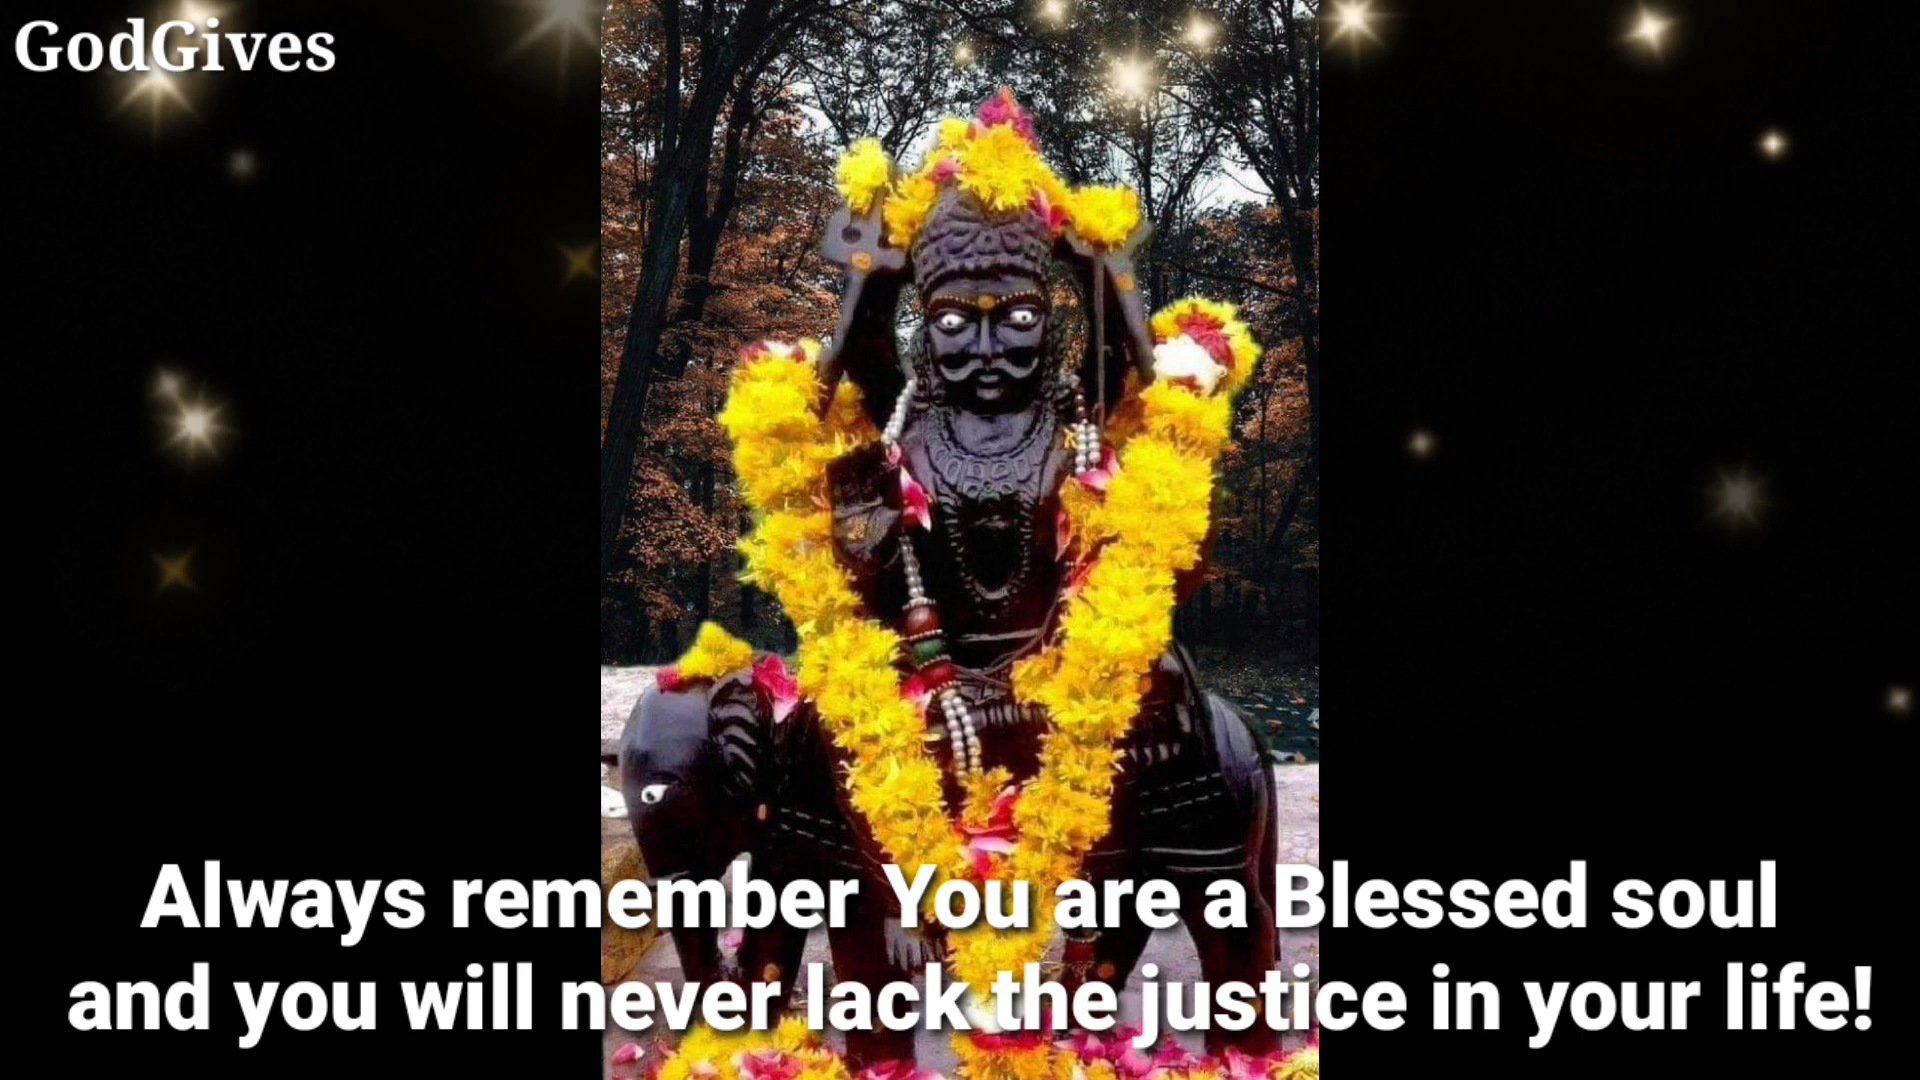 GodGives
Always remember You are a Blessed soul
and you will never lack the justice in your life!